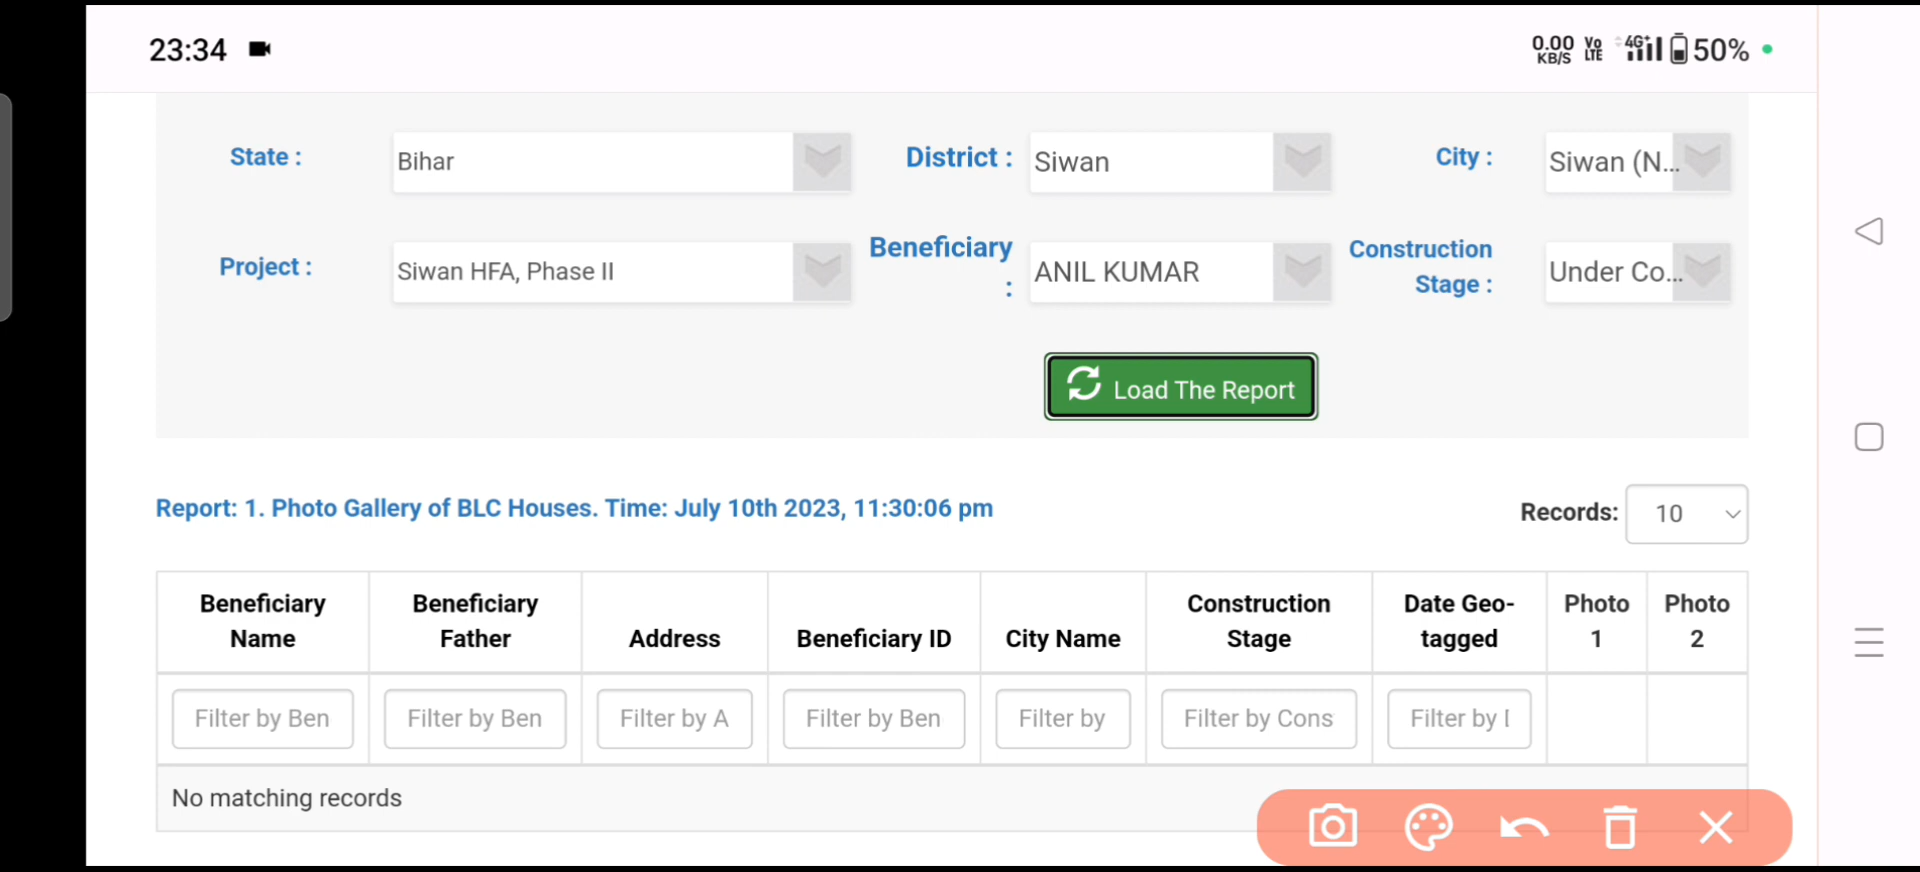 23:34
0.00 KB/S Vo LTE 4G+ 50%
State : Bihar District : Siwan City : Siwan (N...
Project : Siwan HFA, Phase II Beneficiary : ANIL KUMAR Construction Stage : Under Co...
Load The Report
Report: 1. Photo Gallery of BLC Houses. Time: July 10th 2023, 11:30:06 pm Records: 10
Beneficiary Name Beneficiary Father Address Beneficiary ID City Name Construction Stage Date Geo-tagged Photo 1 Photo 2
Filter by Ben Filter by Ben Filter by A Filter by Ben Filter by Filter by Cons Filter by
No matching records